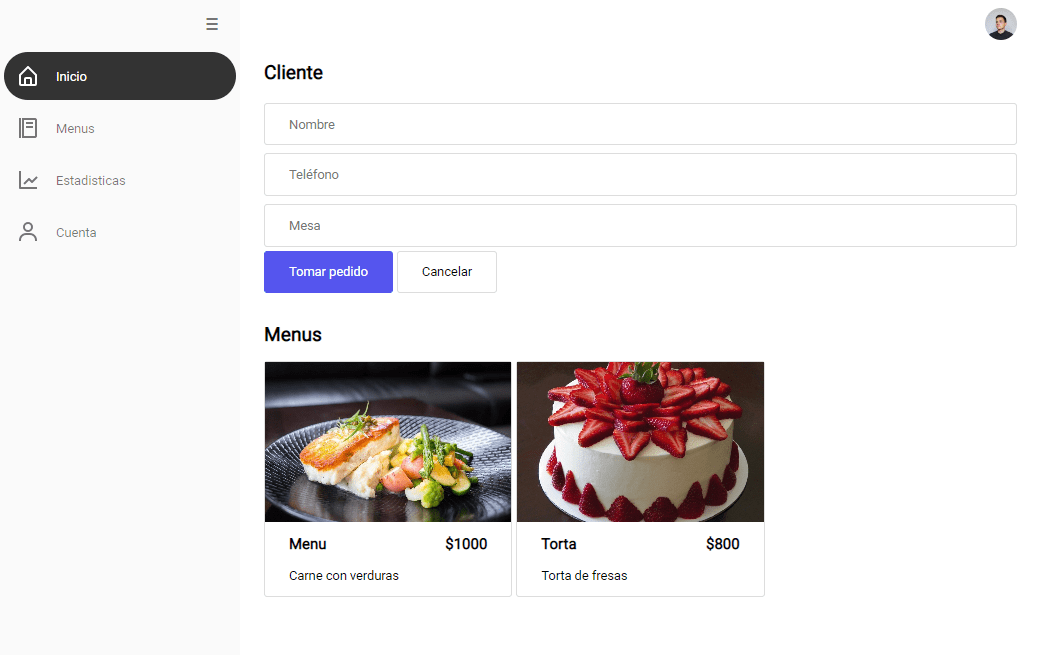 Inicio
Menus
Estadisticas
Cuenta
Cliente
Nombre
Teléfono
Mesa
Tomar pedido Cancelar
Menus
Menu $1000
Carne con verduras
Torta $800
Torta de fresas